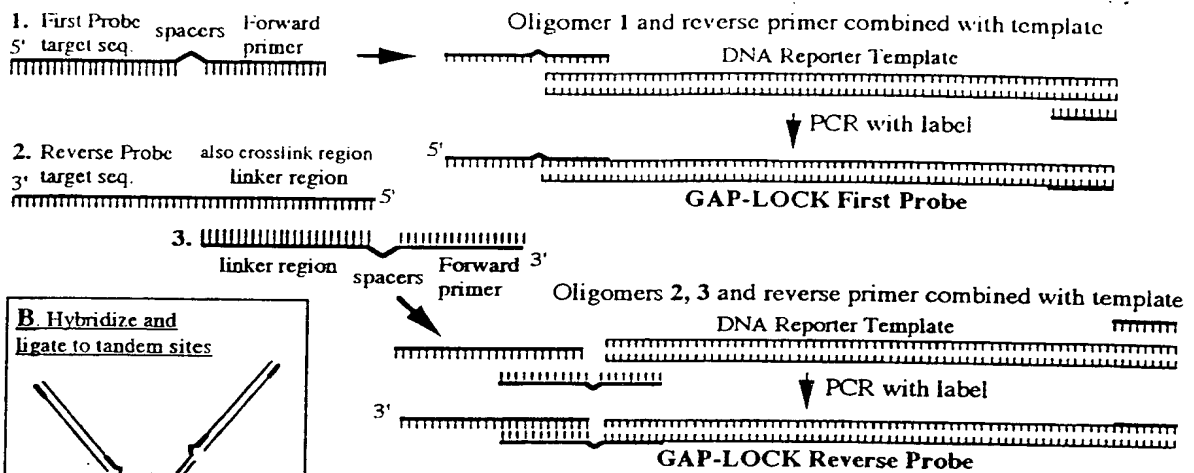 1. First Probe
5' target seq.
spacers
Forward
primer
Oligomer 1 and reverse primer combined with template
DNA Reporter Template
PCR with label
5'
GAP-LOCK First Probe
2. Reverse Probe
3' target seq.
also crosslink region
linker region
5'
3.
linker region
spacers
Forward
primer
3'
Oligomers 2, 3 and reverse primer combined with template
DNA Reporter Template
PCR with label
3'
GAP-LOCK Reverse Probe
B. Hybridize and
ligate to tandem sites